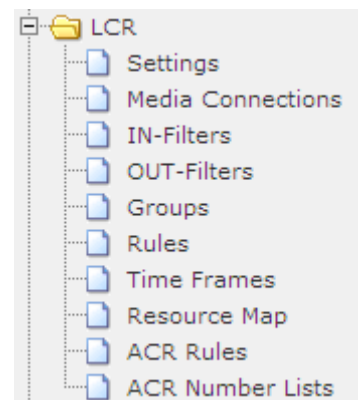 LCR
Settings
Media Connections
IN-Filters
OUT-Filters
Groups
Rules
Time Frames
Resource Map
ACR Rules
ACR Number Lists